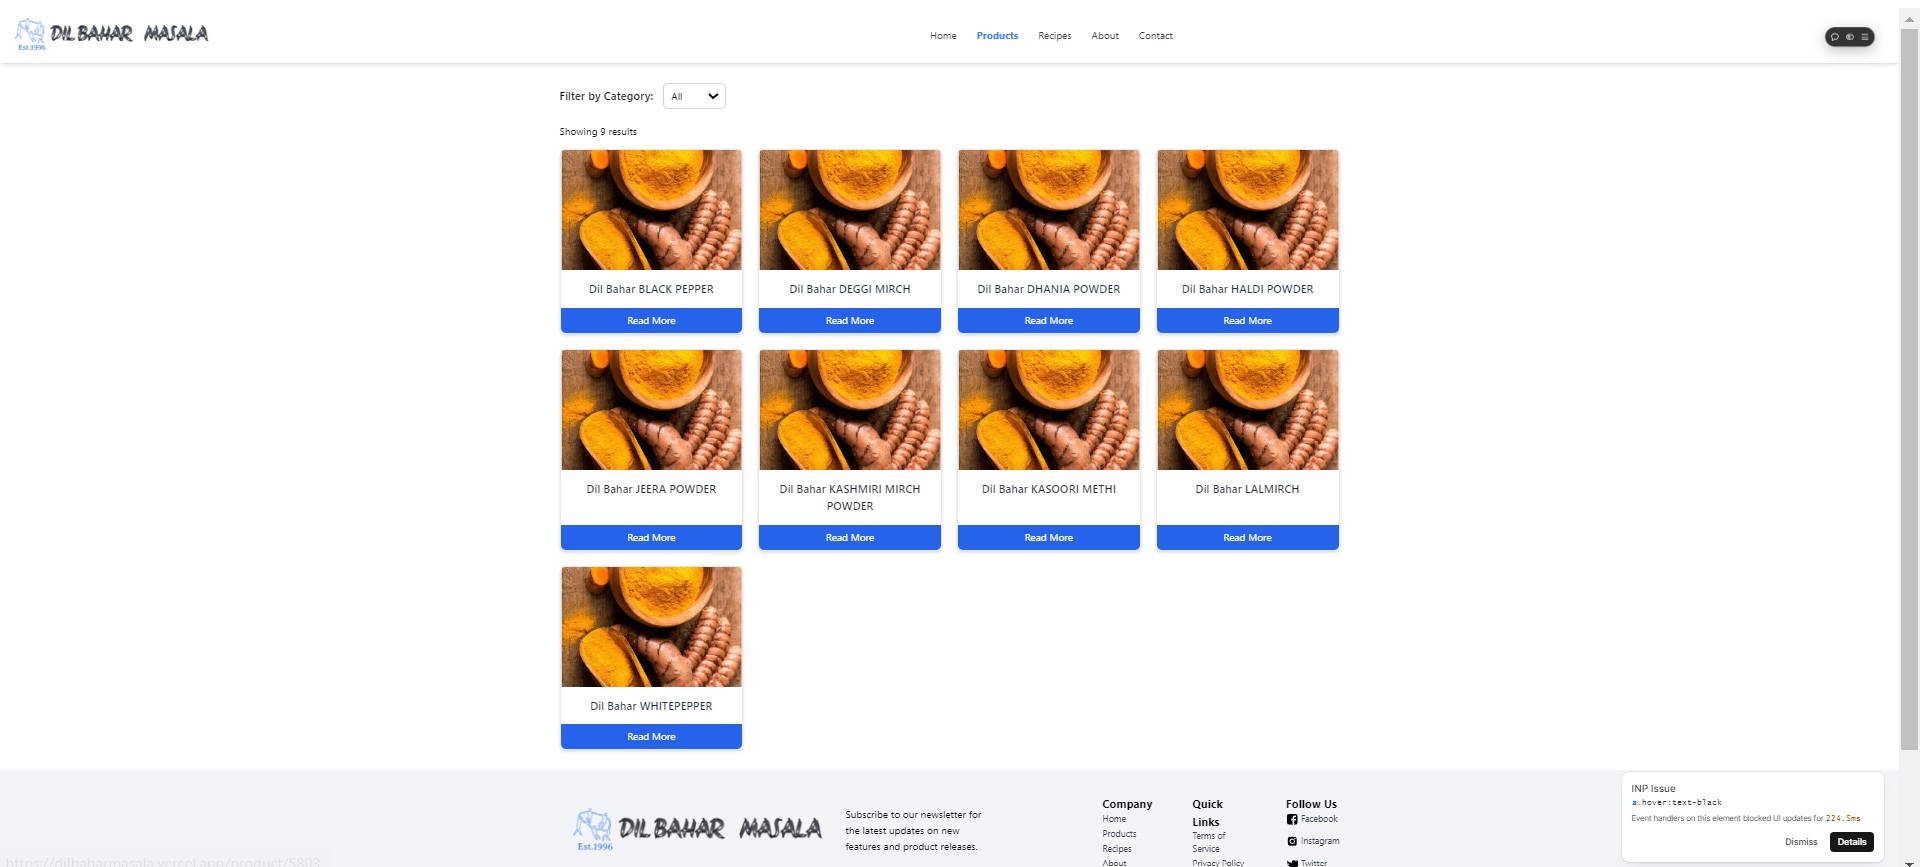 DIL BAHAR MASALA
Est.1996
Home Products Recipes About Contact
Filter by Category: All
Showing 9 results
Dil Bahar BLACK PEPPER
Read More
Dil Bahar DEGGI MIRCH
Read More
Dil Bahar DHANIA POWDER
Read More
Dil Bahar HALDI POWDER
Read More
Dil Bahar JEERA POWDER
Read More
Dil Bahar KASHMIRI MIRCH
POWDER
Read More
Dil Bahar KASOORI METHI
Read More
Dil Bahar LALMIRCH
Read More
Dil Bahar WHITEPEPPER
Read More
DIL BAHAR MASALA
Est.1996
Subscribe to our newsletter for
the latest updates on new
features and product releases.
Company
Home
Products
Recipes
About
Quick
Links
Terms of
Service
Privacy Policy
Follow Us
Facebook
Instagram
Twitter
INP Issue
a.hover:text-black
Event handlers on this element blocked UI updates for 224.5ms
Dismiss Details
https://dilbaharmasala.vercel.app/product/5803